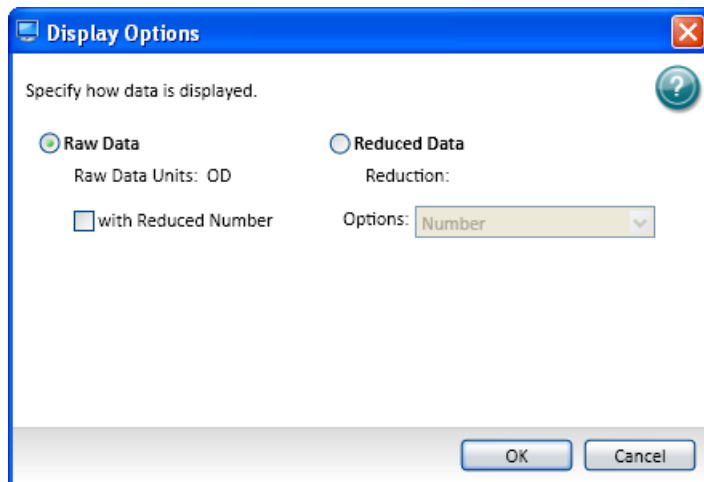 Display Options
Specify how data is displayed.
?
Raw Data
Reduced Data
Raw Data Units: OD
Reduction:
with Reduced Number
Options: Number
OK
Cancel